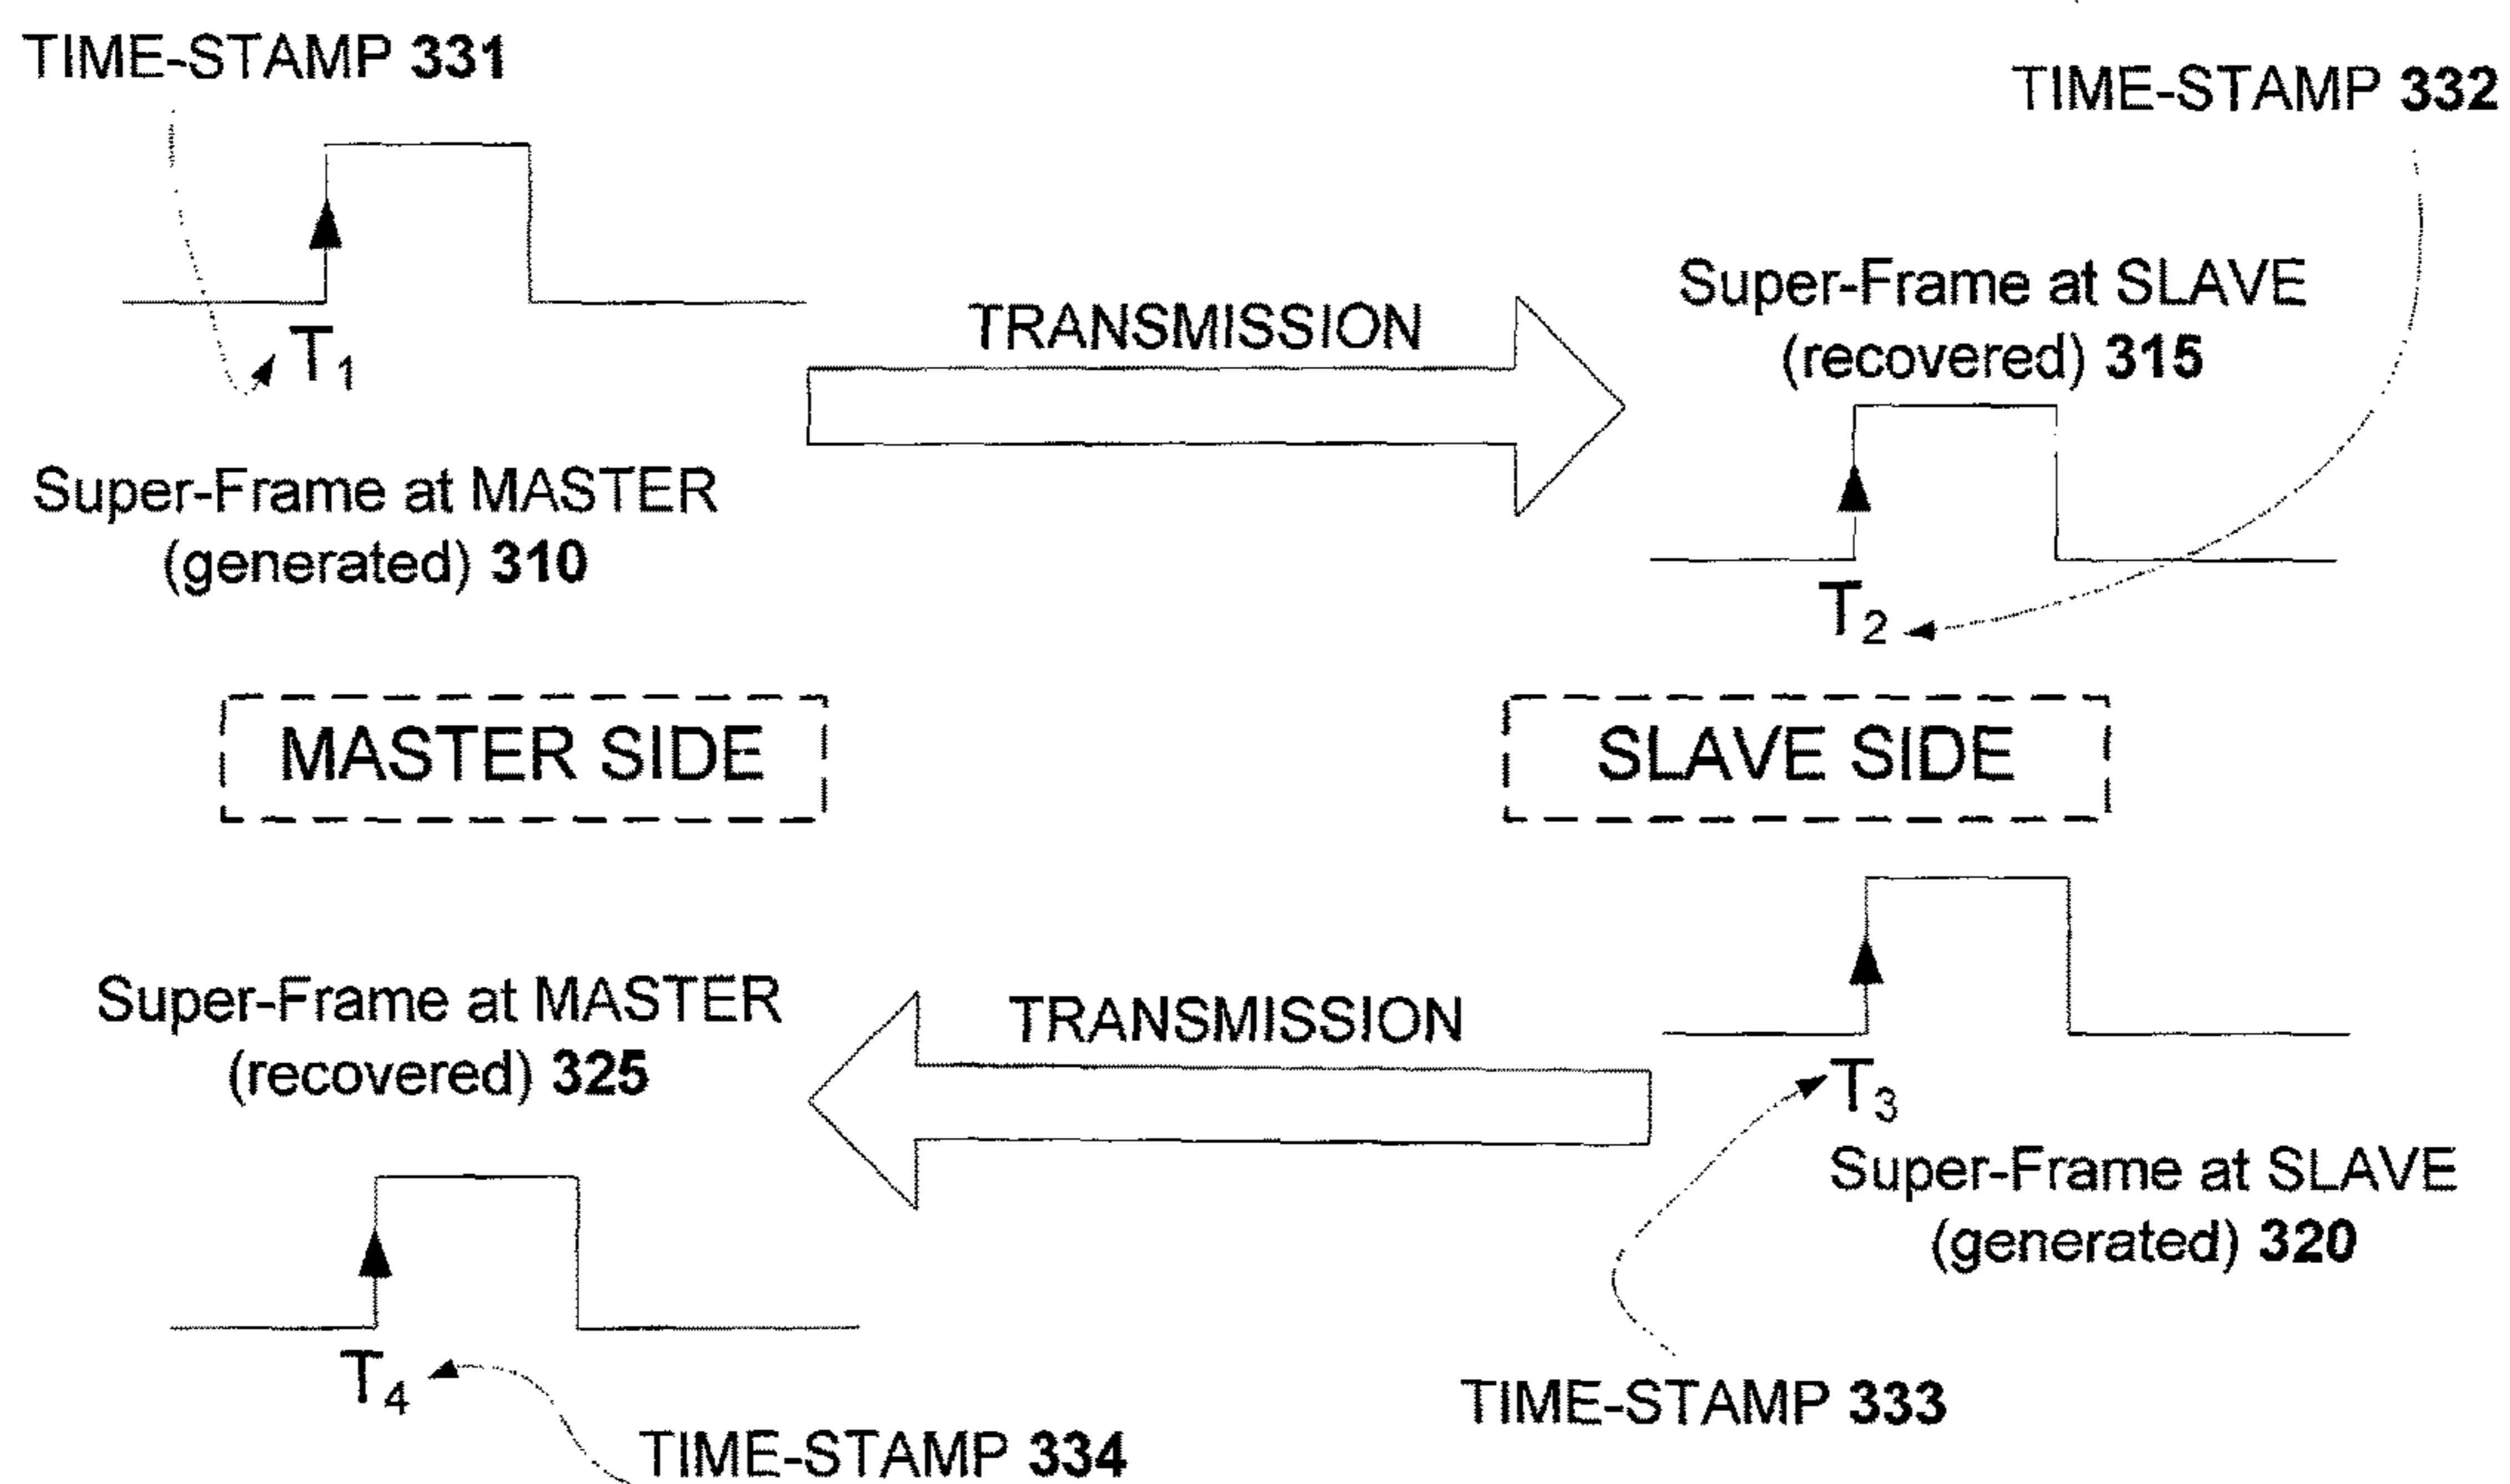 TIME-STAMP 331
TIME-STAMP 332
T1
TRANSMISSION
Super-Frame at SLAVE
(recovered) 315
Super-Frame at MASTER
(generated) 310
T2
MASTER SIDE
SLAVE SIDE
Super-Frame at MASTER
(recovered) 325
TRANSMISSION
T3
Super-Frame at SLAVE
(generated) 320
T4
TIME-STAMP 333
TIME-STAMP 334